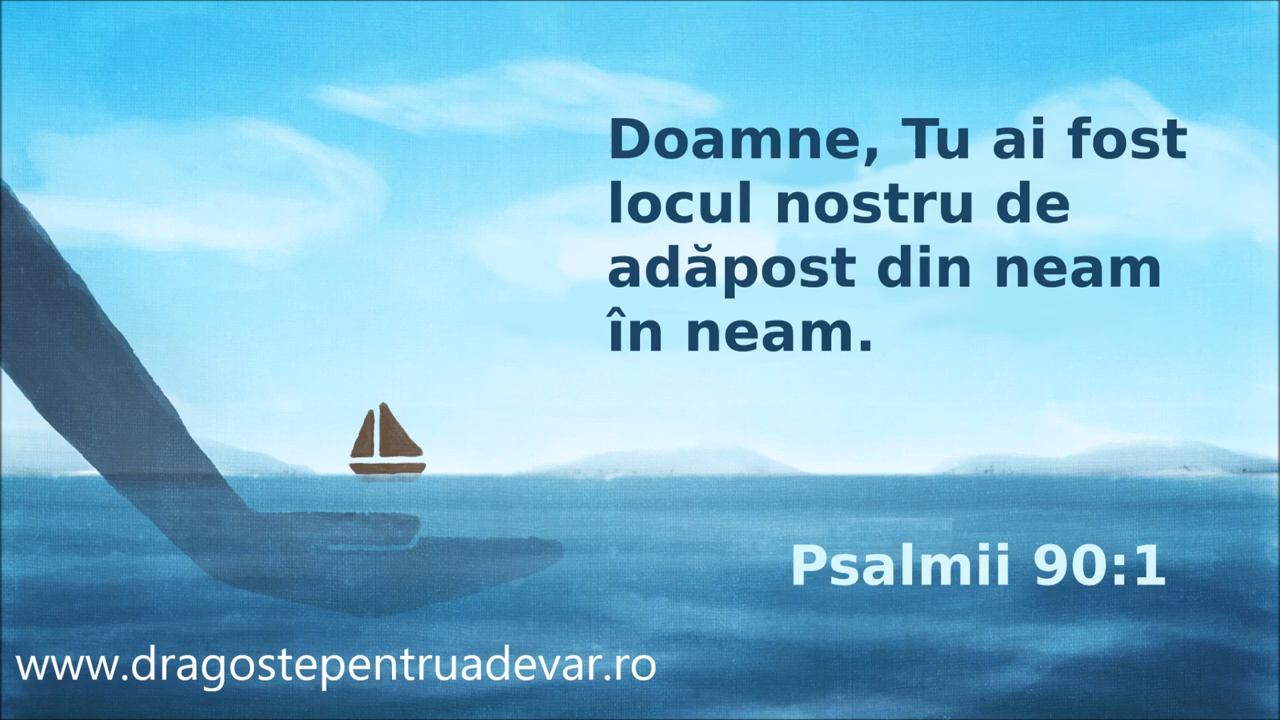 Doamne, Tu ai fost
locul nostru de
adăpost din neam
în neam.
Psalmii 90:1
www.dragostepentruadevar.ro